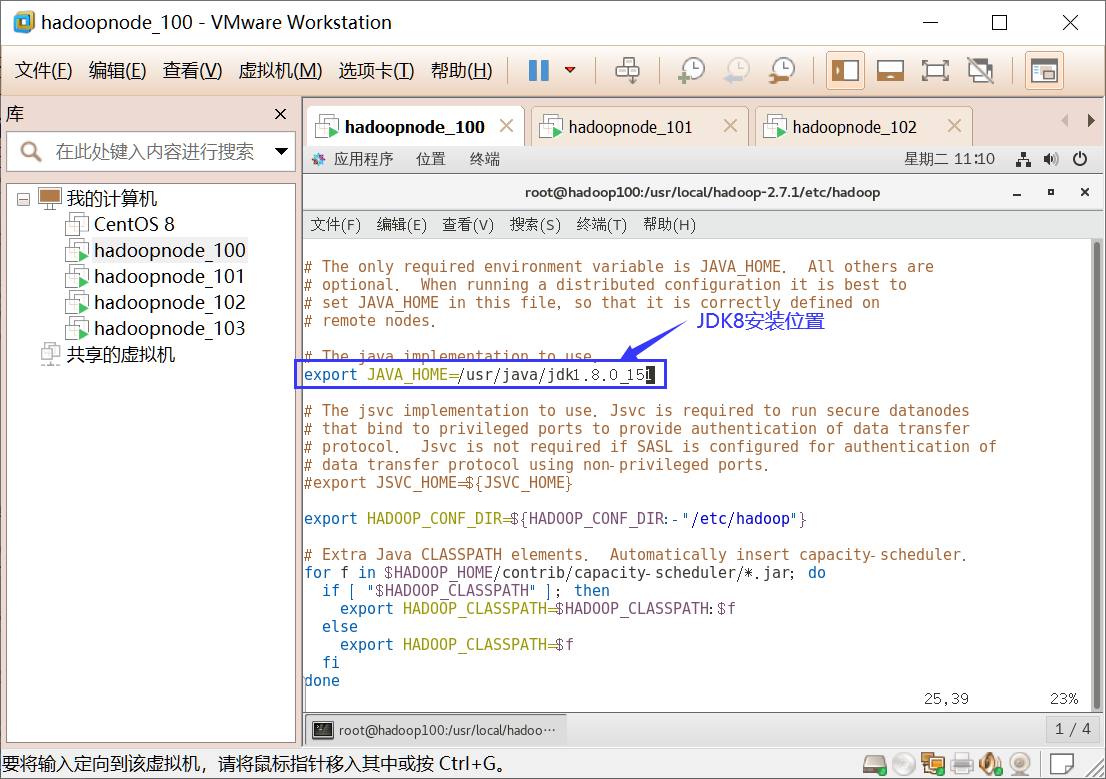 hadoopnode_100 - VMware Workstation
文件(F) 编辑(E) 查看(V) 虚拟机(M) 选项卡(T) 帮助(H)
库
在此处键入内容进行搜索
我的计算机
CentOS 8
hadoopnode_100
hadoopnode_101
hadoopnode_102
hadoopnode_103
共享的虚拟机
hadoopnode_100 hadoopnode_101 hadoopnode_102
应用程序 位置 终端 星期二 11:10
root@hadoop100:/usr/local/hadoop-2.7.1/etc/hadoop
文件(F) 编辑(E) 查看(V) 搜索(S) 终端(T) 帮助(H)
# The only required environment variable is JAVA_HOME.  All others are
# optional.  When running a distributed configuration it is best to
# set JAVA_HOME in this file, so that it is correctly defined on
# remote nodes.
JDK8安装位置
# The java implementation to use.
export JAVA_HOME=/usr/java/jdk1.8.0_151
# The jsvc implementation to use. Jsvc is required to run secure datanodes
# that bind to privileged ports to provide authentication of data transfer
# protocol.  Jsvc is not required if SASL is configured for authentication of
# data transfer protocol using non-privileged ports.
#export JSVC_HOME=${JSVC_HOME}
export HADOOP_CONF_DIR=${HADOOP_CONF_DIR:-"/etc/hadoop"}
# Extra Java CLASSPATH elements.  Automatically insert capacity-scheduler.
for f in $HADOOP_HOME/contrib/capacity-scheduler/*.jar; do
  if [ "$HADOOP_CLASSPATH" ]; then
    export HADOOP_CLASSPATH=$HADOOP_CLASSPATH:$f
  else
    export HADOOP_CLASSPATH=$f
  fi
done
25,39 23%
root@hadoop100:/usr/local/hadoo… 1 / 4
要将输入定向到该虚拟机，请将鼠标指针移入其中或按 Ctrl+G。